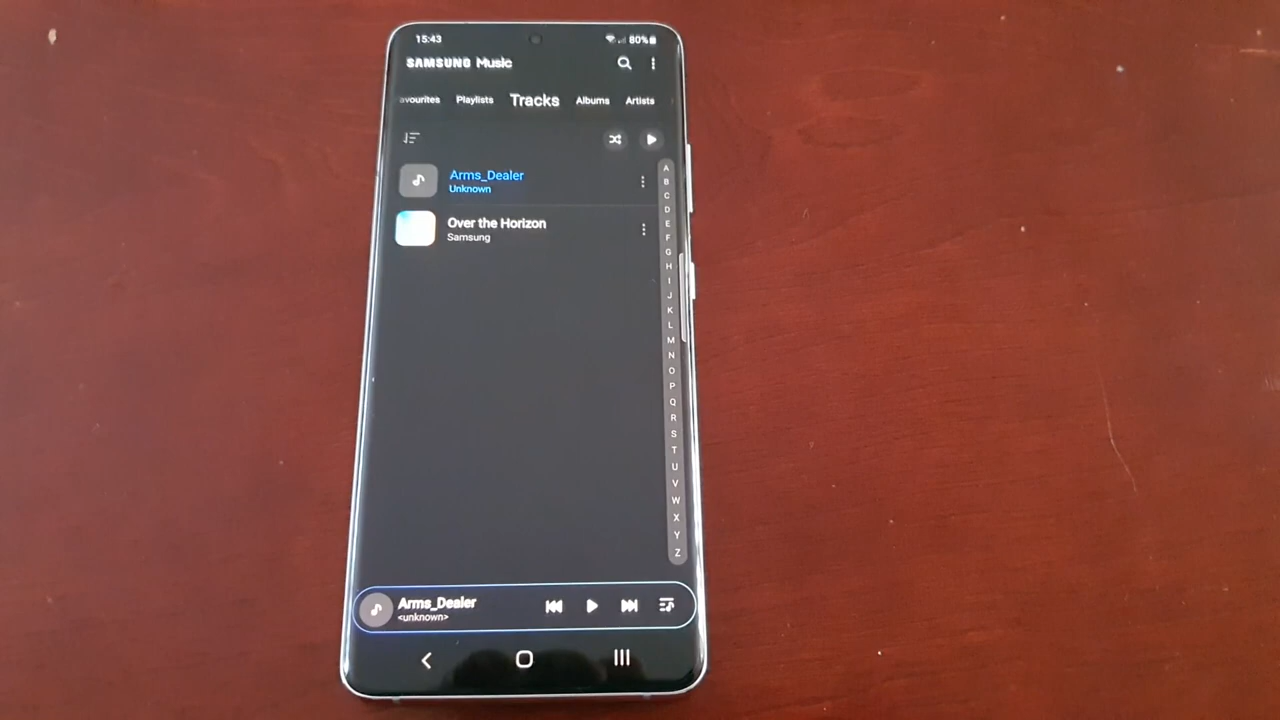 15:43 80%
SAMSUNG Music
avourites Playlists Tracks Albums Artists
Arms_Dealer
Unknown
Over the Horizon
Samsung
A
B
C
D
E
F
G
H
I
J
K
L
M
N
O
P
Q
R
S
T
U
V
W
X
Y
Z
Arms_Dealer
<unknown>